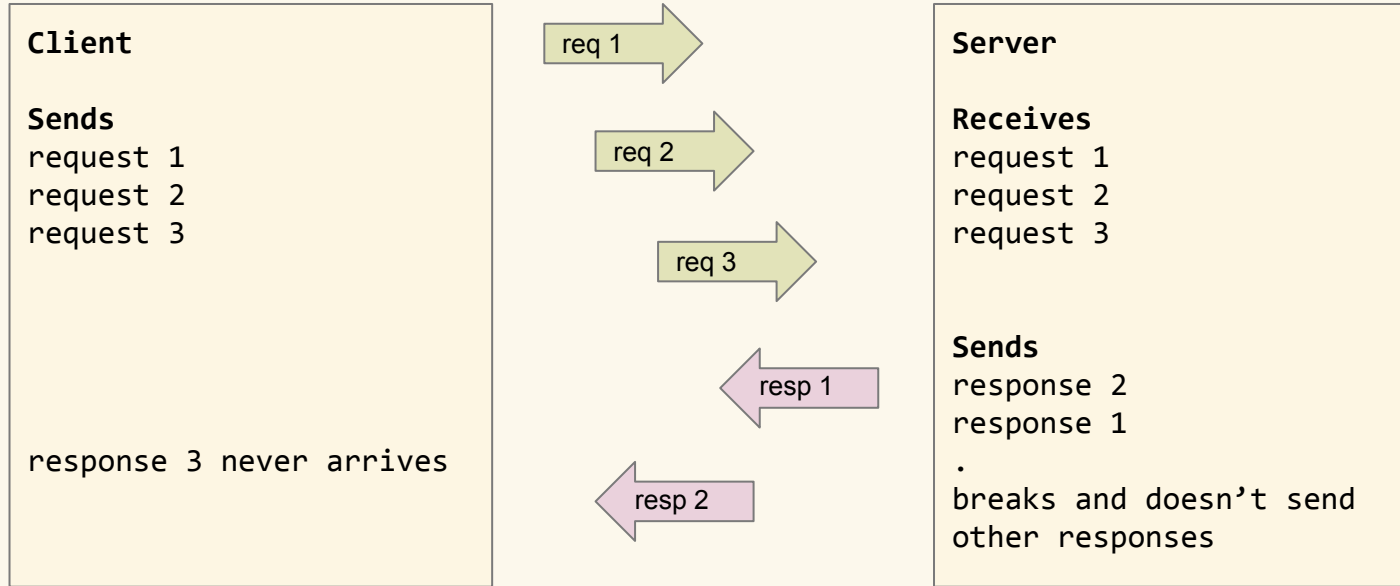 Client
Sends
request 1
request 2
request 3
response 3 never arrives
req 1
req 2
req 3
resp 1
resp 2
Server
Receives
request 1
request 2
request 3
Sends
response 2
response 1
.
breaks and doesn’t send
other responses